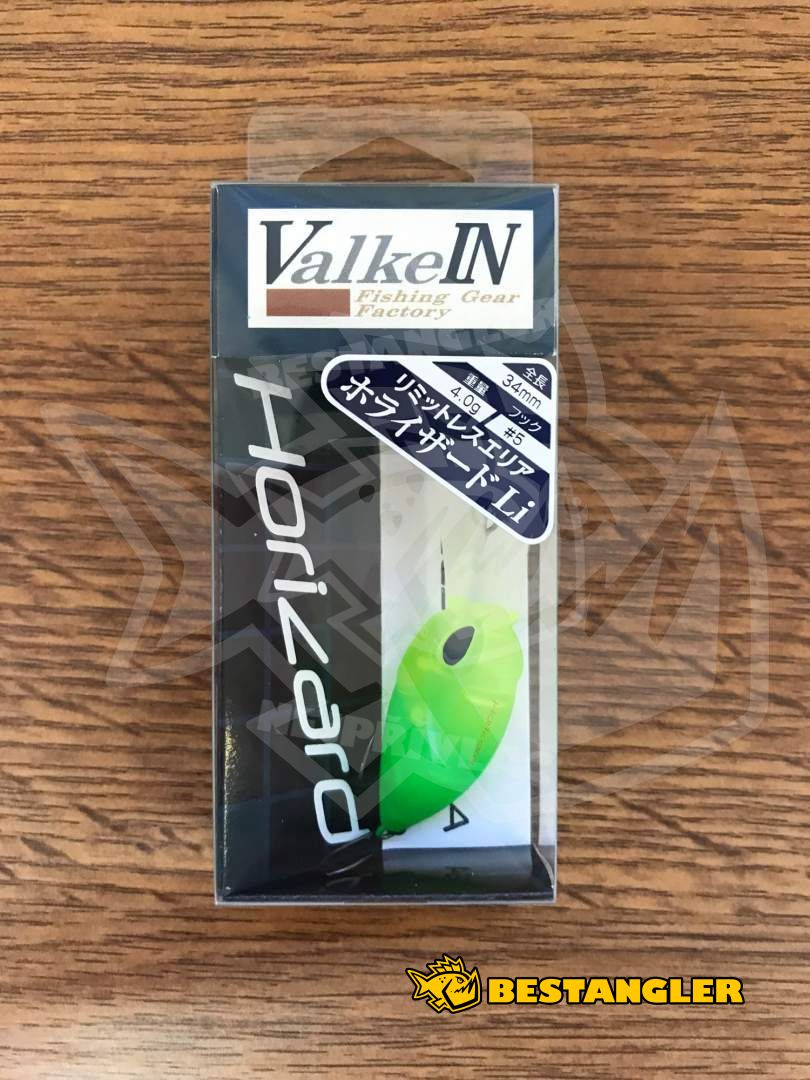 ValkeIN
Fishing Gear
Factory
Horizard
全長
34mm
重量
4.0g
フック
#5
リミットレスエリア
ホライザードLi
BESTANGLER